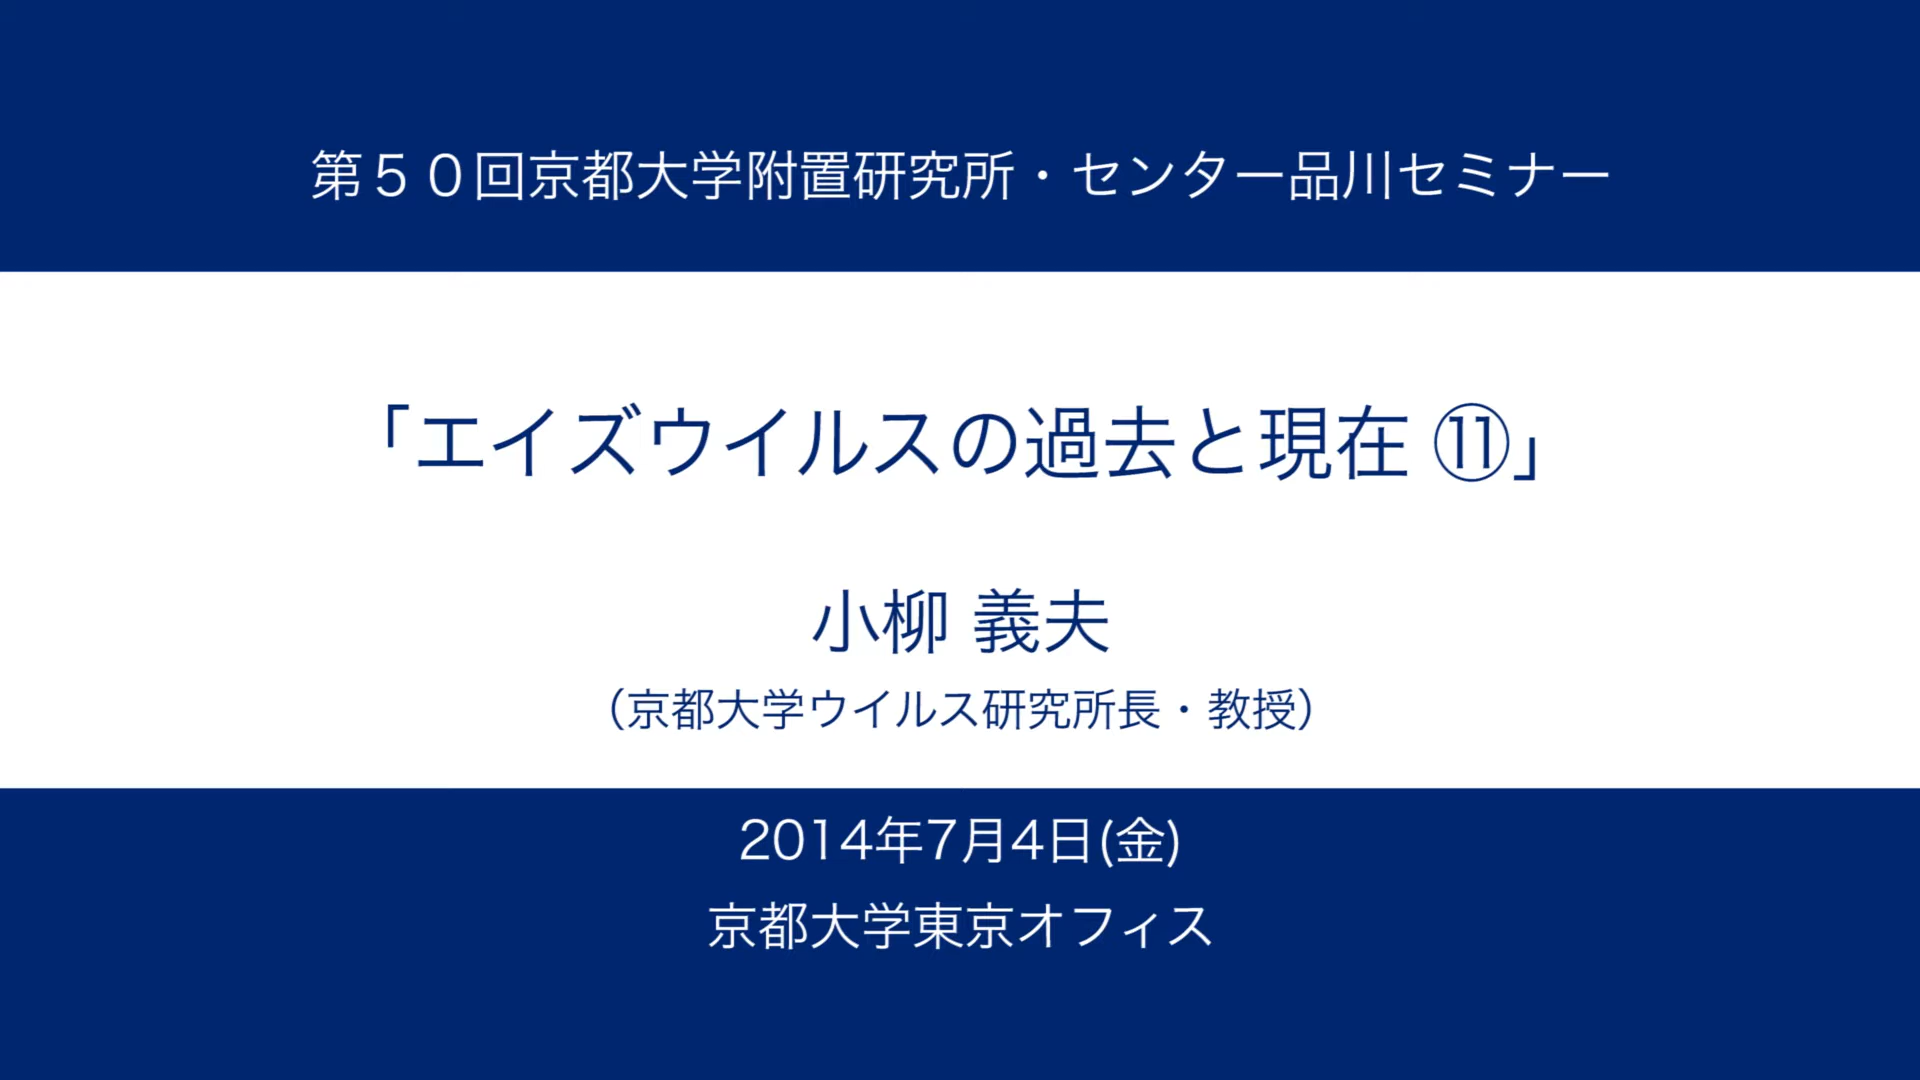 第５０回京都大学附置研究所・センター品川セミナー
「エイズウイルスの過去と現在 ⑪」
小柳 義夫
（京都大学ウイルス研究所長・教授）
2014年7月4日(金)
京都大学東京オフィス